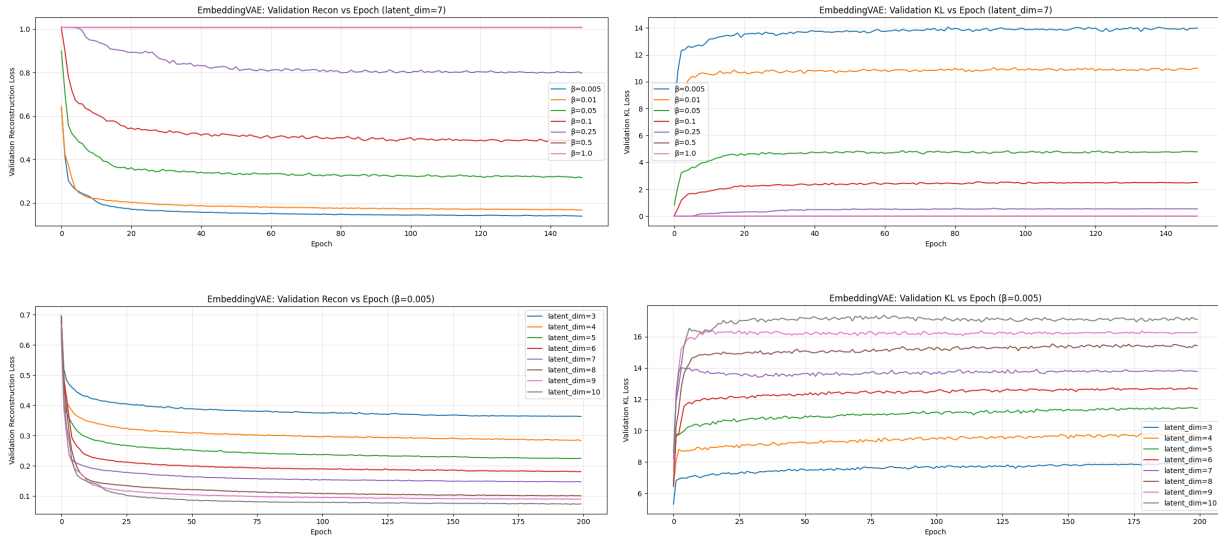 EmbeddingVAE: Validation Recon vs Epoch (latent_dim=7)
Validation Reconstruction Loss
1.0
0.8
0.6
0.4
0.2
β=0.005
β=0.01
β=0.05
β=0.1
β=0.25
β=0.5
β=1.0
0 20 40 60 80 100 120 140
Epoch
EmbeddingVAE: Validation KL vs Epoch (latent_dim=7)
Validation KL Loss
14
12
10
8
6
4
2
0
β=0.005
β=0.01
β=0.05
β=0.1
β=0.25
β=0.5
β=1.0
0 20 40 60 80 100 120 140
Epoch
EmbeddingVAE: Validation Recon vs Epoch (β=0.005)
Validation Reconstruction Loss
0.7
0.6
0.5
0.4
0.3
0.2
0.1
latent_dim=3
latent_dim=4
latent_dim=5
latent_dim=6
latent_dim=7
latent_dim=8
latent_dim=9
latent_dim=10
0 25 50 75 100 125 150 175 200
Epoch
EmbeddingVAE: Validation KL vs Epoch (β=0.005)
Validation KL Loss
16
14
12
10
8
6
latent_dim=3
latent_dim=4
latent_dim=5
latent_dim=6
latent_dim=7
latent_dim=8
latent_dim=9
latent_dim=10
0 25 50 75 100 125 150 175 200
Epoch